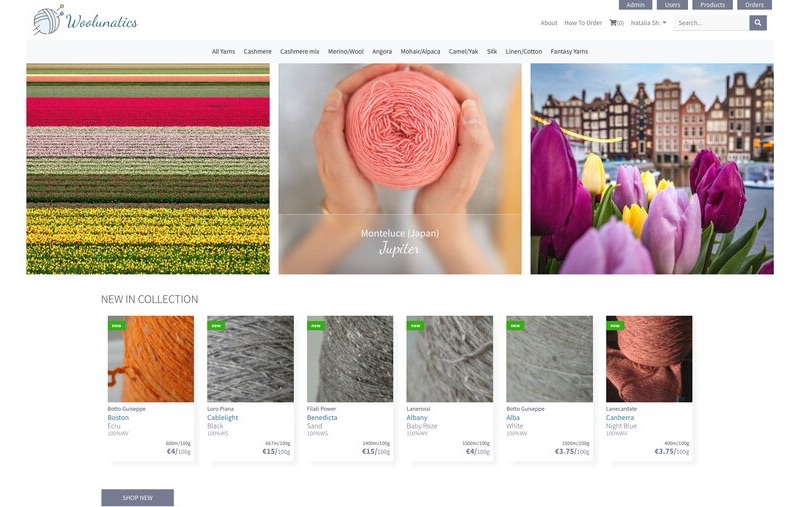 Admin Users Products Orders
Woolunatics
About How To Order (0) Natalia Sh. Search...
All Yarns Cashmere Cashmere mix Merino/Wool Angora Mohair/Alpaca Camel/Yak Silk Linen/Cotton Fantasy Yarns
Monteluce (Japan)
Jupiter
NEW IN COLLECTION
new
Botto Guiseppe
Boston
Ecru
100%WV
600m/100g
€4/100g
new
Loro Piana
Cablelight
Black
100%WS
667m/100g
€15/100g
new
Filati Power
Benedicta
Sand
100%WS
1400m/100g
€15/100g
new
Lanerossi
Albany
Baby Roze
100%WV
1500m/100g
€4/100g
new
Botto Guiseppe
Alba
White
100%WV
1500m/100g
€3.75/100g
new
Lanecardate
Canberra
Night Blue
100%WV
400m/100g
€3.75/100g
SHOP NEW